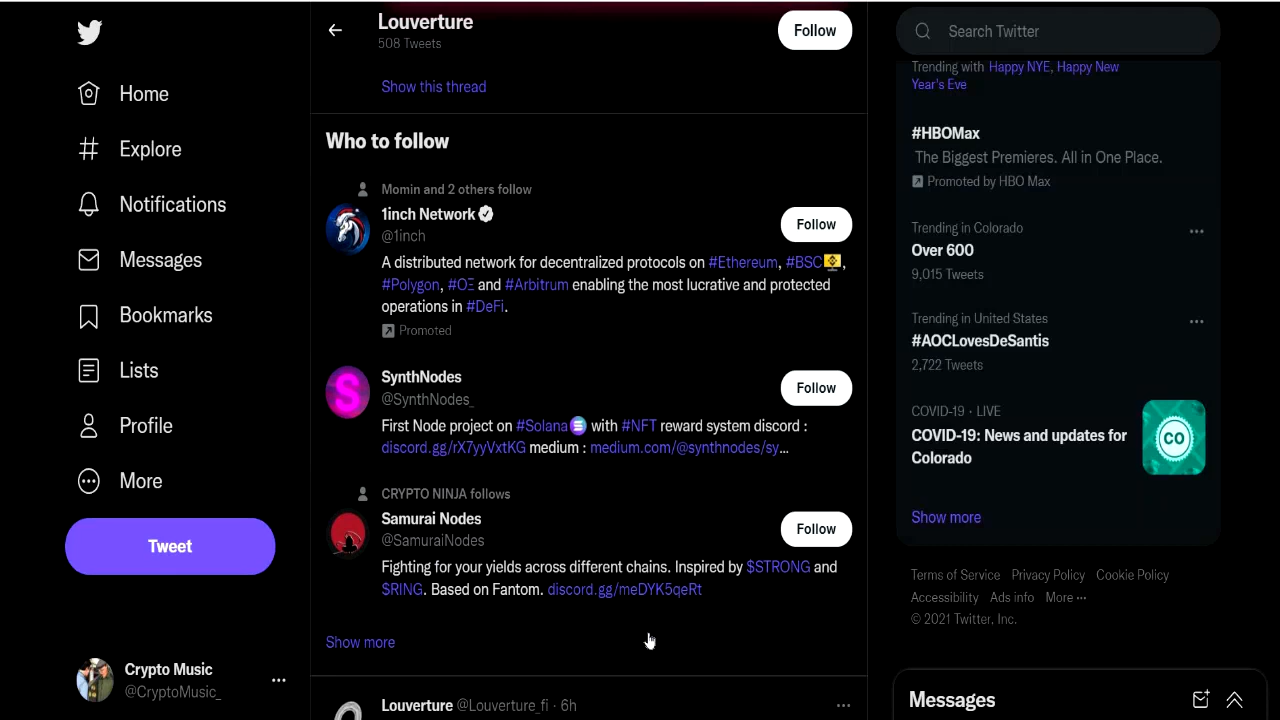 Home
Explore
Notifications
Messages
Bookmarks
Lists
Profile
More
Tweet
Crypto Music
@CryptoMusic_
Louverture
508 Tweets
Follow
Show this thread
Who to follow
Momin and 2 others follow
1inch Network
@1inch
Follow
A distributed network for decentralized protocols on #Ethereum, #BSC,
#Polygon, #OΞ and #Arbitrum enabling the most lucrative and protected
operations in #DeFi.
Promoted
SynthNodes
@SynthNodes_
Follow
First Node project on #Solana with #NFT reward system discord :
discord.gg/rX7yyVxtKG medium : medium.com/@synthnodes/sy...
CRYPTO NINJA follows
Samurai Nodes
@SamuraiNodes
Follow
Fighting for your yields across different chains. Inspired by $STRONG and
$RING. Based on Fantom. discord.gg/meDYK5qeRt
Show more
Louverture @Louverture_fi · 6h
Search Twitter
Trending with Happy NYE, Happy New
Year's Eve
#HBOMax
The Biggest Premieres. All in One Place.
Promoted by HBO Max
Trending in Colorado
Over 600
9,015 Tweets
Trending in United States
#AOCLovesDeSantis
2,722 Tweets
COVID-19 · LIVE
COVID-19: News and updates for
Colorado
CO
Show more
Terms of Service Privacy Policy Cookie Policy
Accessibility Ads info More ···
© 2021 Twitter, Inc.
Messages